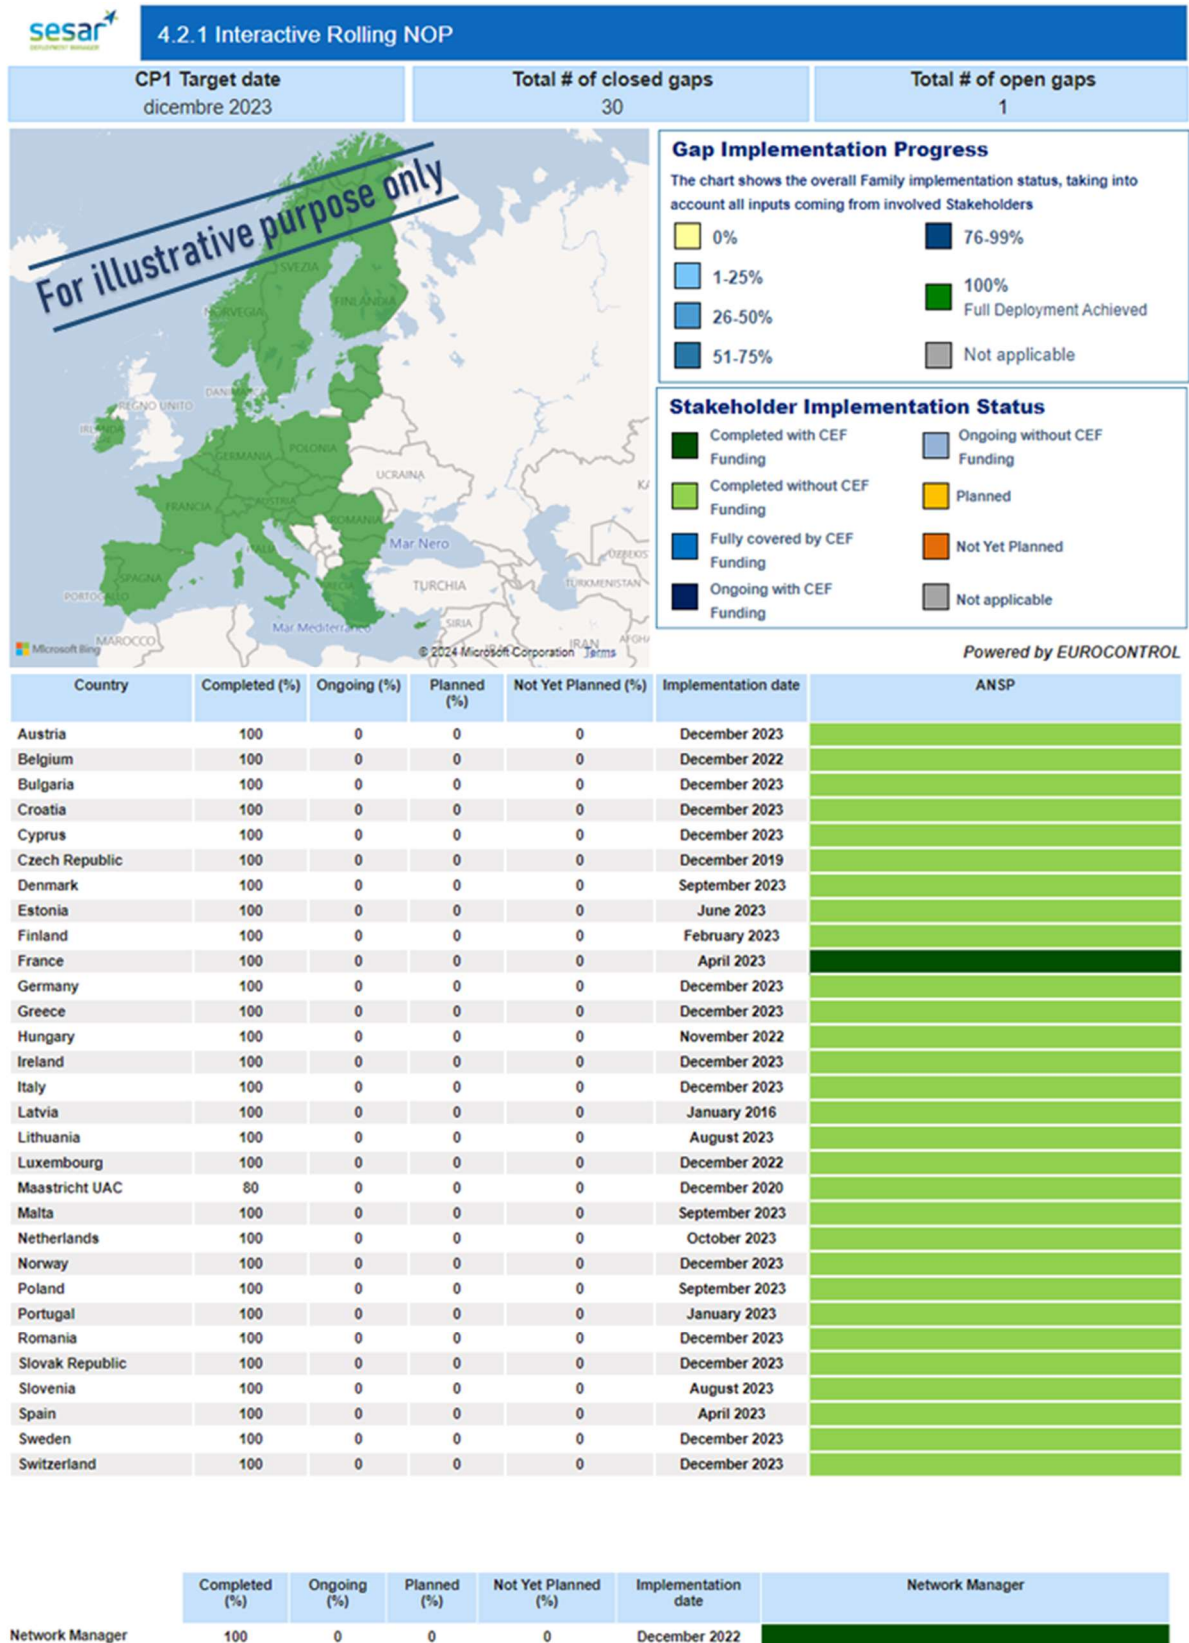 sesar
DEPLOYMENT MANAGER
4.2.1 Interactive Rolling NOP
CP1 Target date
dicembre 2023
Total # of closed gaps
30
Total # of open gaps
1
For illustrative purpose only
SVEZIA
NORVEGIA
FINLANDIA
DANIMARCA
REGNO UNITO
IRLANDA
POLONIA
GERMANIA
UCRAINA
FRANCIA
AUSTRIA
ROMANIA
ITALIA
Mar Nero
UZBEKIS
SPAGNA
PORTOGALLO
GRECIA
TURCHIA
TURKMENISTAN
Mar Mediterraneo
SIRIA
MAROCCO
IRAN
AFGHA
Microsoft Bing
© 2024 Microsoft Corporation Terms
Gap Implementation Progress
The chart shows the overall Family implementation status, taking into
account all inputs coming from involved Stakeholders
0%
76-99%
1-25%
100%
Full Deployment Achieved
26-50%
51-75%
Not applicable
Stakeholder Implementation Status
Completed with CEF
Funding
Ongoing without CEF
Funding
Completed without CEF
Funding
Planned
Fully covered by CEF
Funding
Not Yet Planned
Ongoing with CEF
Funding
Not applicable
Powered by EUROCONTROL
Country Completed (%) Ongoing (%) Planned (%) Not Yet Planned (%) Implementation date ANSP
Austria 100 0 0 0 December 2023
Belgium 100 0 0 0 December 2022
Bulgaria 100 0 0 0 December 2023
Croatia 100 0 0 0 December 2023
Cyprus 100 0 0 0 December 2023
Czech Republic 100 0 0 0 December 2019
Denmark 100 0 0 0 September 2023
Estonia 100 0 0 0 June 2023
Finland 100 0 0 0 February 2023
France 100 0 0 0 April 2023
Germany 100 0 0 0 December 2023
Greece 100 0 0 0 December 2023
Hungary 100 0 0 0 November 2022
Ireland 100 0 0 0 December 2023
Italy 100 0 0 0 December 2023
Latvia 100 0 0 0 January 2016
Lithuania 100 0 0 0 August 2023
Luxembourg 100 0 0 0 December 2022
Maastricht UAC 80 0 0 0 December 2020
Malta 100 0 0 0 September 2023
Netherlands 100 0 0 0 October 2023
Norway 100 0 0 0 December 2023
Poland 100 0 0 0 September 2023
Portugal 100 0 0 0 January 2023
Romania 100 0 0 0 December 2023
Slovak Republic 100 0 0 0 December 2023
Slovenia 100 0 0 0 August 2023
Spain 100 0 0 0 April 2023
Sweden 100 0 0 0 December 2023
Switzerland 100 0 0 0 December 2023
Completed (%) Ongoing (%) Planned (%) Not Yet Planned (%) Implementation date Network Manager
Network Manager 100 0 0 0 December 2022